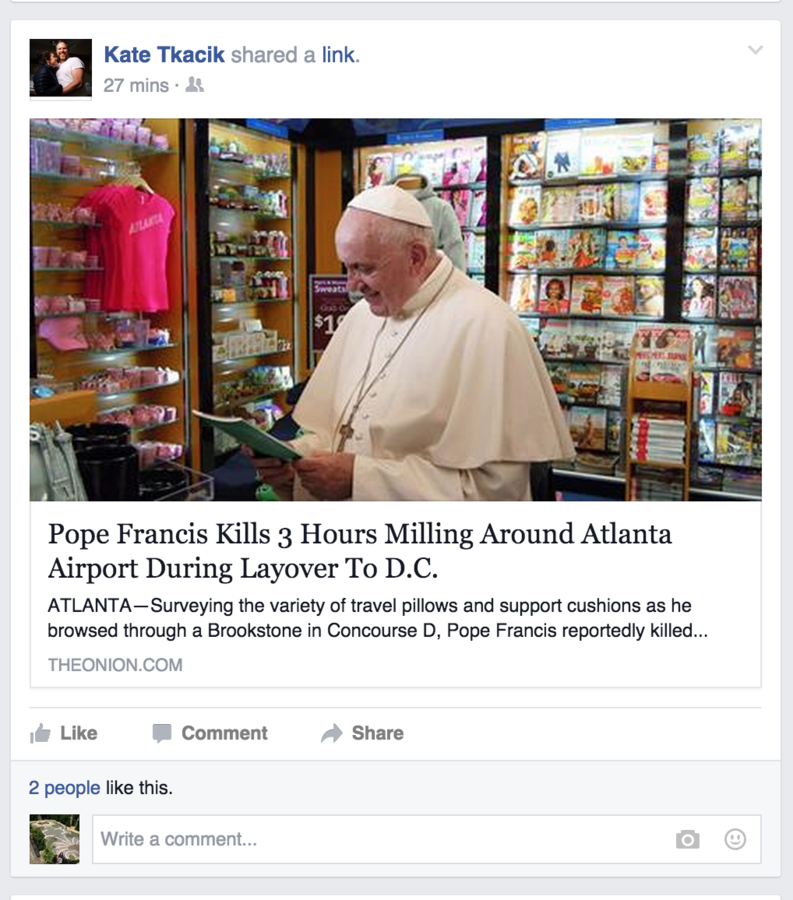 Kate Tkacik shared a link.
27 mins ·
ATLANTA
Sweats
$1
Pope Francis Kills 3 Hours Milling Around Atlanta
Airport During Layover To D.C.
ATLANTA—Surveying the variety of travel pillows and support cushions as he
browsed through a Brookstone in Concourse D, Pope Francis reportedly killed...
THEONION.COM
Like Comment Share
2 people like this.
Write a comment...